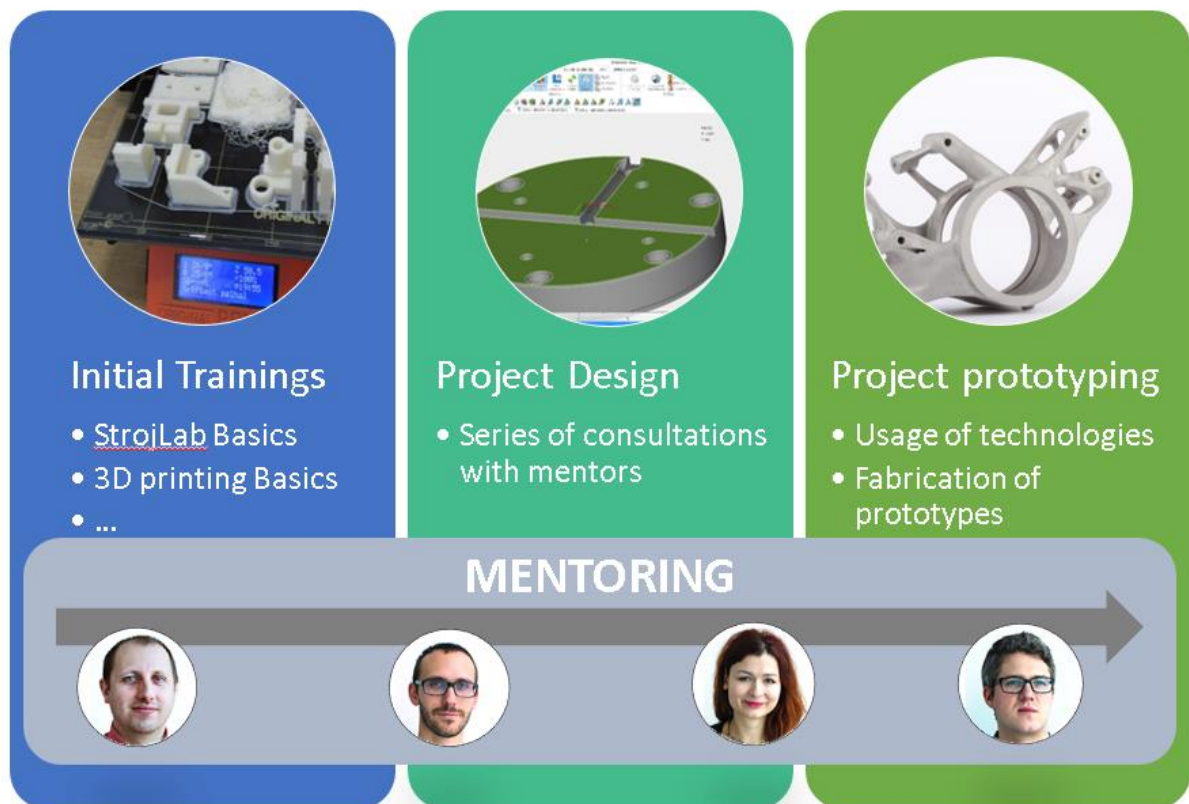 Initial Trainings
• StrojLab Basics
• 3D printing Basics
• ...
Project Design
• Series of consultations
with mentors
Project prototyping
• Usage of technologies
• Fabrication of
prototypes
MENTORING
ORIGINAL